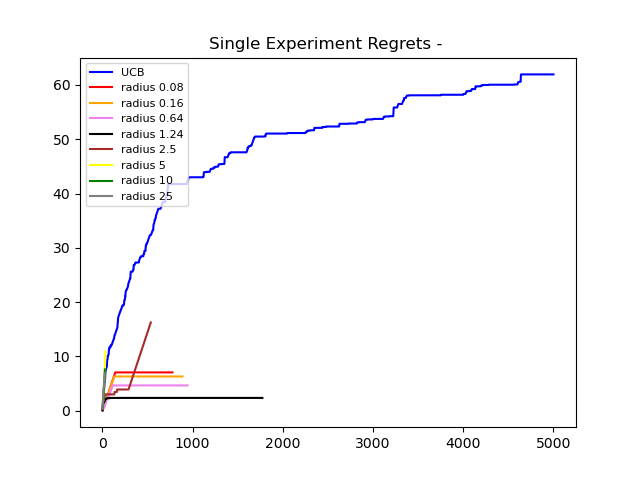 Single Experiment Regrets -
UCB
radius 0.08
radius 0.16
radius 0.64
radius 1.24
radius 2.5
radius 5
radius 10
radius 25
60
50
40
30
20
10
0
0 1000 2000 3000 4000 5000